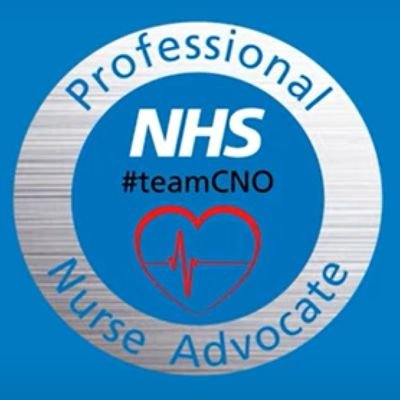 Professional
NHS
#teamCNO
Nurse Advocate